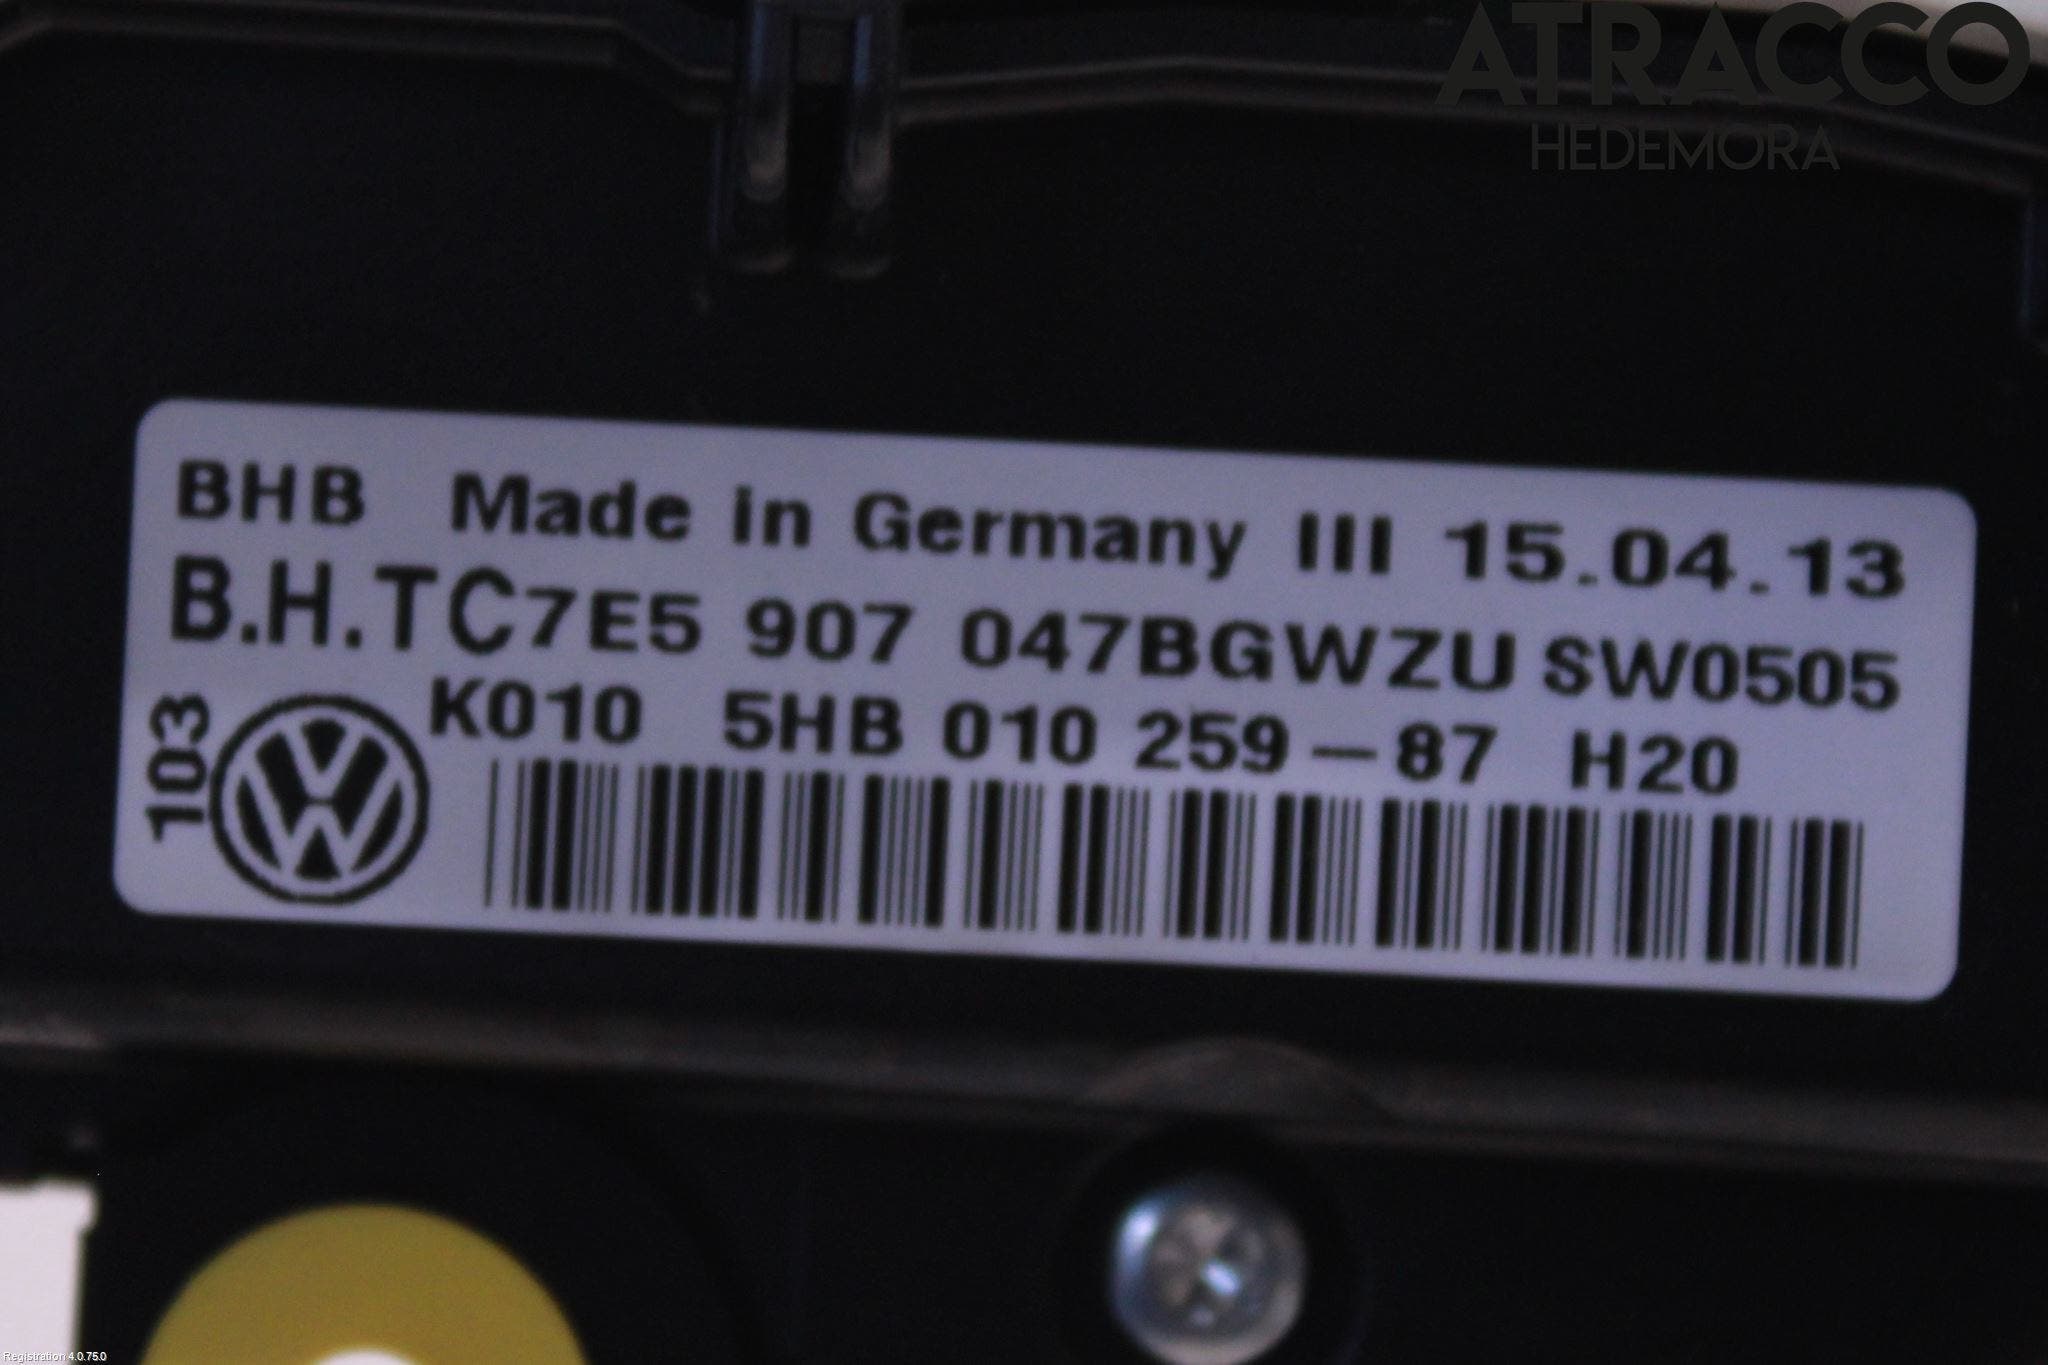 ATRACCO
HEDEMORA
BHB Made in Germany III 15.04.13
B.H.TC7E5 907 047BGWZU SW0505
K010 5HB 010 259-87 H20
103
Registration 4.0.75.0